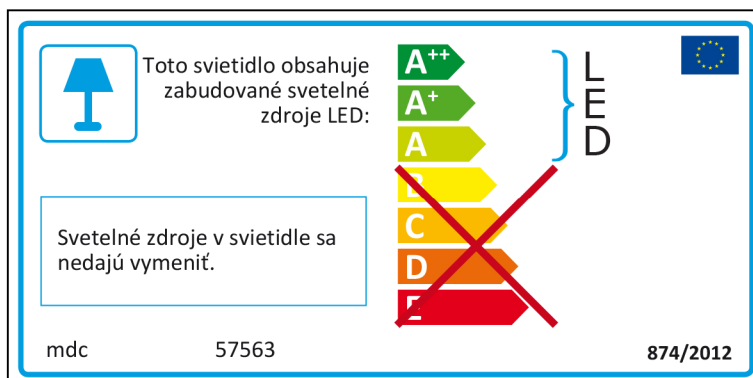 Toto svietidlo obsahuje
zabudované svetelné
zdroje LED:
A++
A+
A
B
C
D
E
L
E
D
Svetelné zdroje v svietidle sa
nedajú vymeniť.
mdc 57563
874/2012